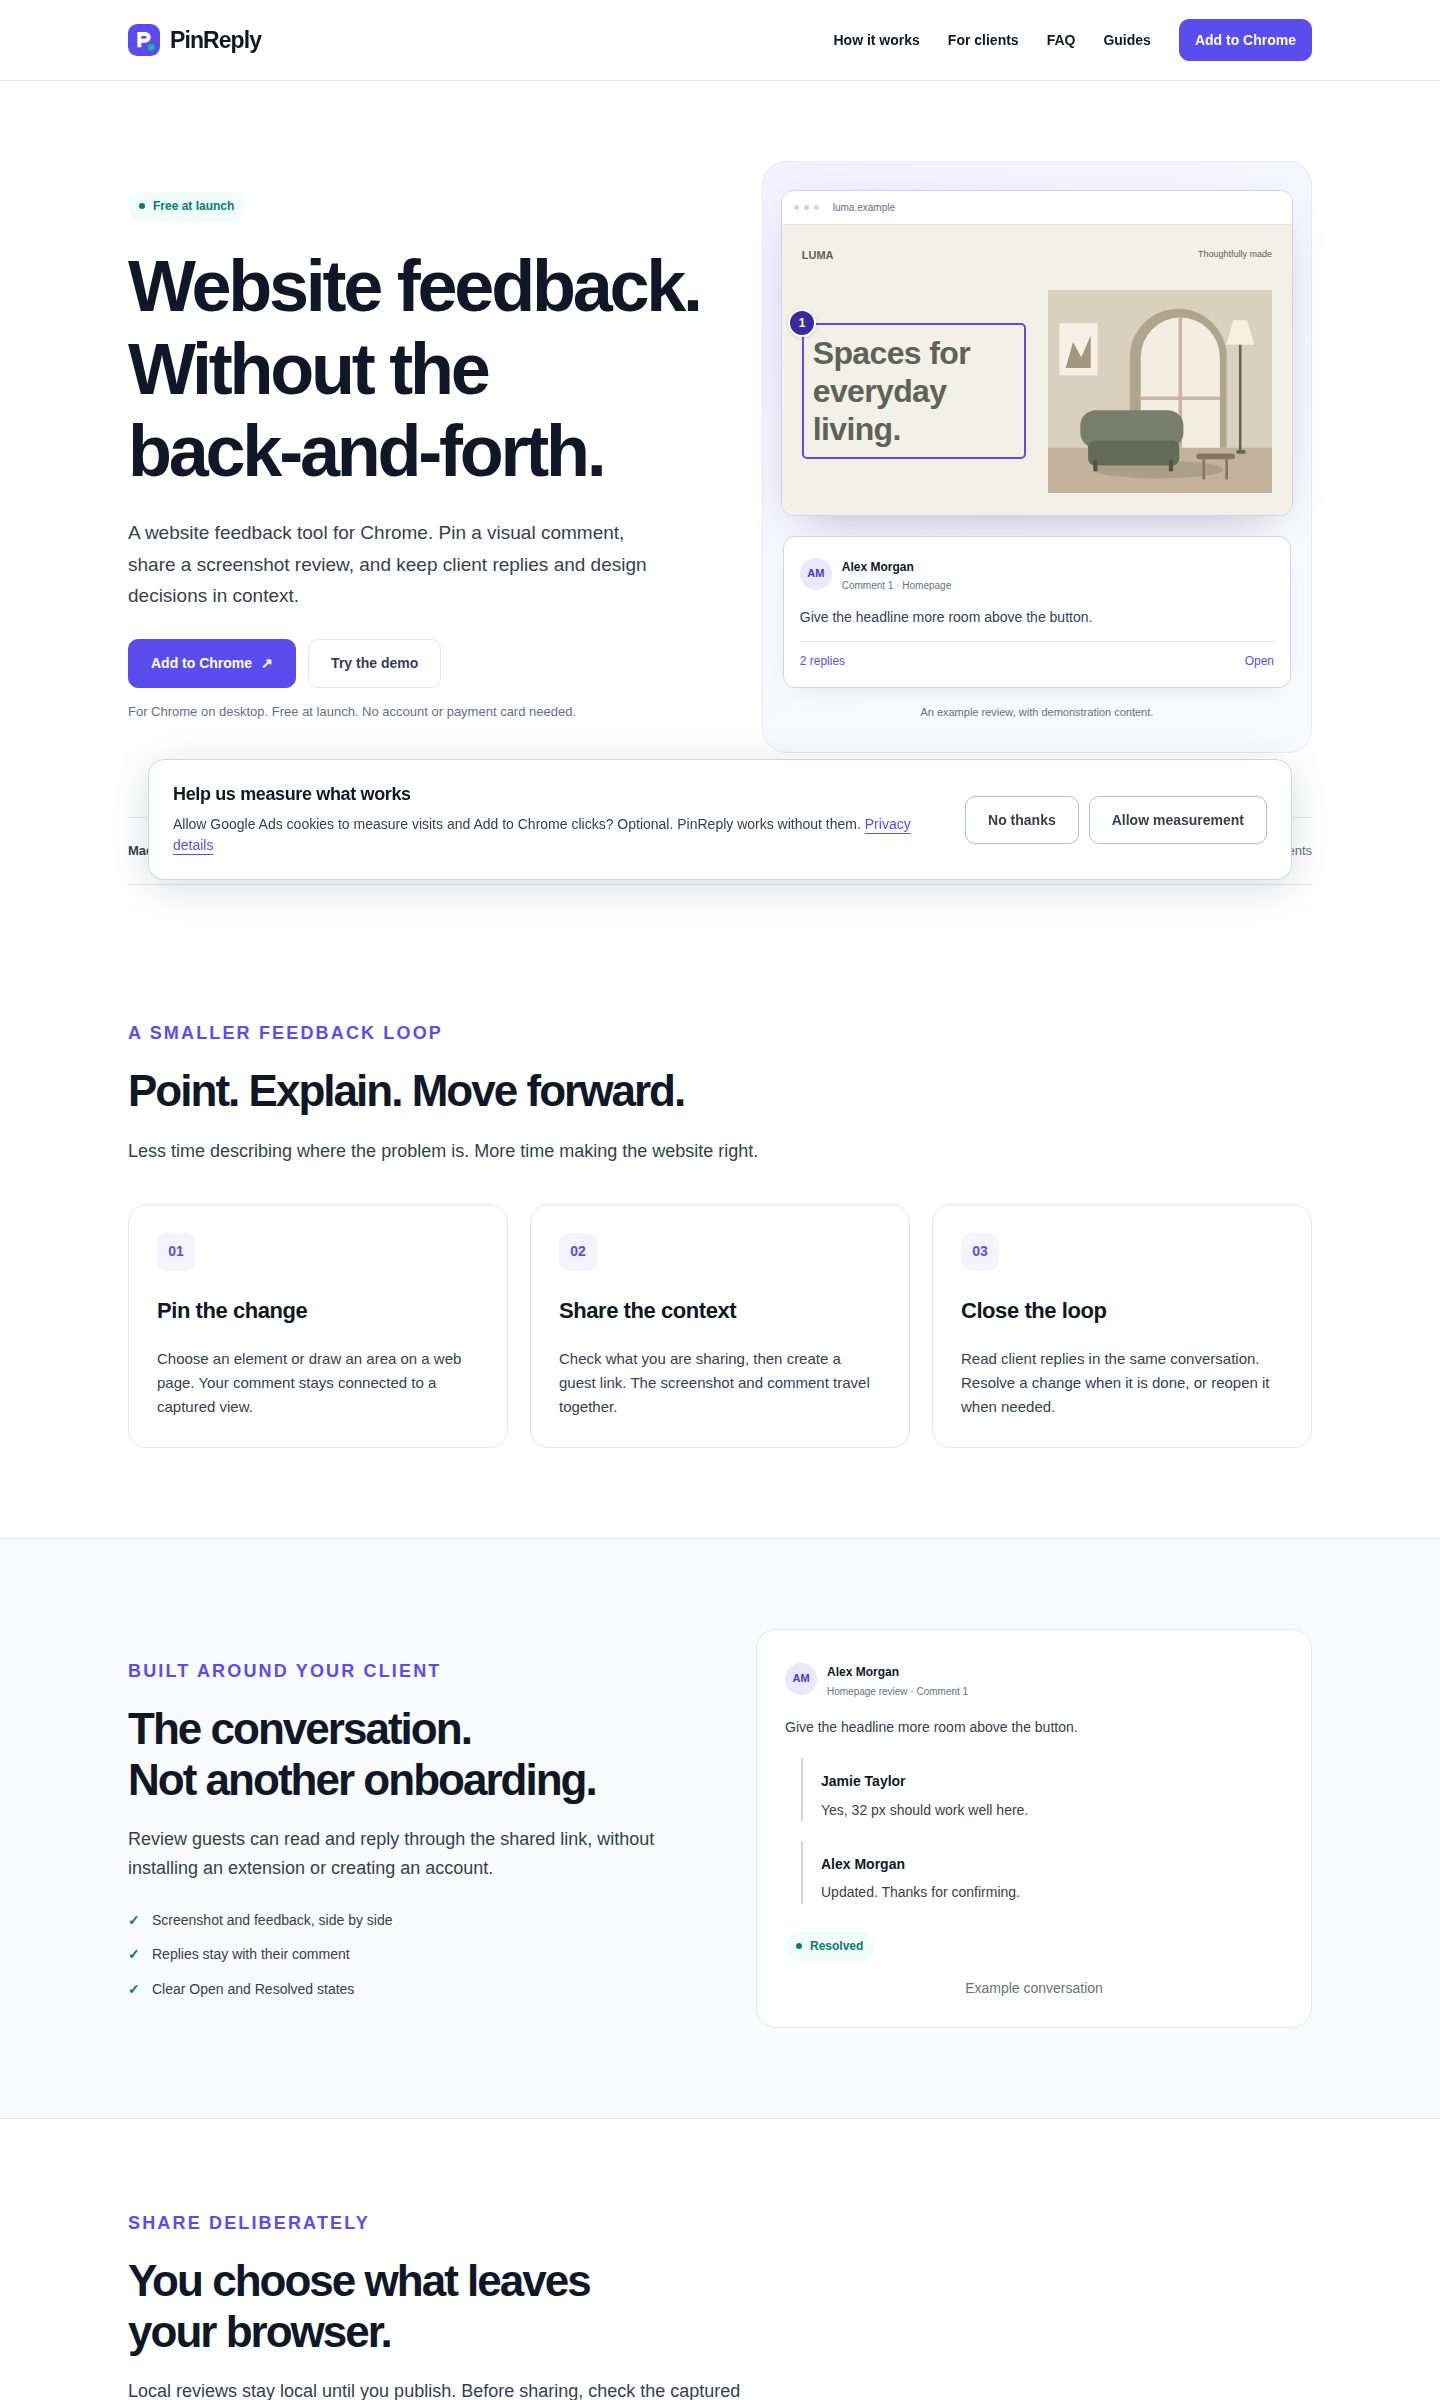 PinReply
How it works
For clients
FAQ
Guides
Add to Chrome
Free at launch
Website feedback.
Without the
back-and-forth.
A website feedback tool for Chrome. Pin a visual comment,
share a screenshot review, and keep client replies and design
decisions in context.
Add to Chrome ↗
Try the demo
For Chrome on desktop. Free at launch. No account or payment card needed.
luma.example
LUMA
Thoughtfully made
1
Spaces for
everyday
living.
AM
Alex Morgan
Comment 1 · Homepage
Give the headline more room above the button.
2 replies
Open
An example review, with demonstration content.
Help us measure what works
Allow Google Ads cookies to measure visits and Add to Chrome clicks? Optional. PinReply works without them. Privacy
details
No thanks
Allow measurement
A SMALLER FEEDBACK LOOP
Point. Explain. Move forward.
Less time describing where the problem is. More time making the website right.
01
Pin the change
Choose an element or draw an area on a web
page. Your comment stays connected to a
captured view.
02
Share the context
Check what you are sharing, then create a
guest link. The screenshot and comment travel
together.
03
Close the loop
Read client replies in the same conversation.
Resolve a change when it is done, or reopen it
when needed.
BUILT AROUND YOUR CLIENT
The conversation.
Not another onboarding.
Review guests can read and reply through the shared link, without
installing an extension or creating an account.
✓ Screenshot and feedback, side by side
✓ Replies stay with their comment
✓ Clear Open and Resolved states
AM
Alex Morgan
Homepage review · Comment 1
Give the headline more room above the button.
Jamie Taylor
Yes, 32 px should work well here.
Alex Morgan
Updated. Thanks for confirming.
Resolved
Example conversation
SHARE DELIBERATELY
You choose what leaves
your browser.
Local reviews stay local until you publish. Before sharing, check the captured